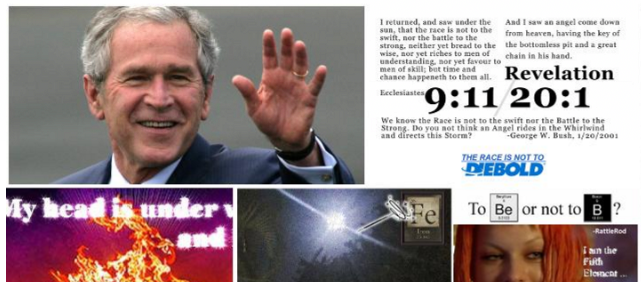 I returned, and saw under the
sun, that the race is not to the
swift, nor the battle to the
strong, neither yet bread to the
wise, nor yet riches to men of
understanding, nor yet favour to
men of skill; but time and
chance happeneth to them all.
Ecclesiastes
9:11
And I saw an angel come down
from heaven, having the key of
the bottomless pit and a great
chain in his hand.
Revelation
20:1
We know the Race is not to the swift nor the Battle to the
Strong. Do you not think an Angel rides in the Whirlwind
and directs this Storm? -George W. Bush, 1/20/2001
THE RACE IS NOT TO
DIEBOLD
My head is under
and
Fe
To Be or not to B ?
-RattleRod
I am the
Fifth
Element ...